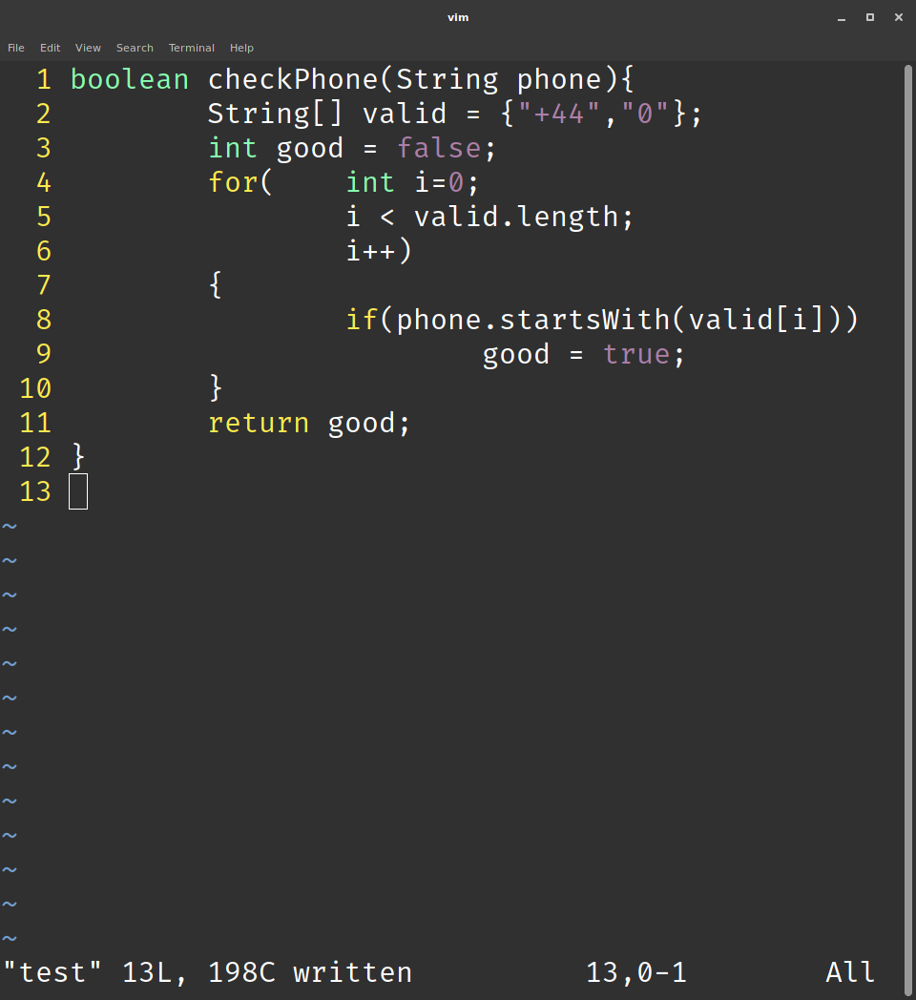 vim
File Edit View Search Terminal Help
1 boolean checkPhone(String phone){
2         String[] valid = {"+44","0"};
3         int good = false;
4         for(    int i=0;
5                 i < valid.length;
6                 i++)
7         {
8                 if(phone.startsWith(valid[i]))
9                         good = true;
10         }
11         return good;
12 }
13
~
~
~
~
~
~
~
~
~
~
~
~
~
"test" 13L, 198C written 13,0-1 All